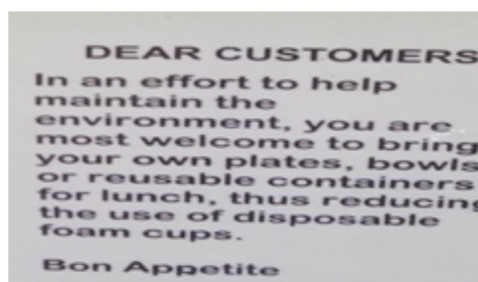 DEAR CUSTOMERS
In an effort to help
maintain the
environment, you are
most welcome to bring
your own plates, bowls
or reusable containers
for lunch, thus reducing
the use of disposable
foam cups.
Bon Appetite